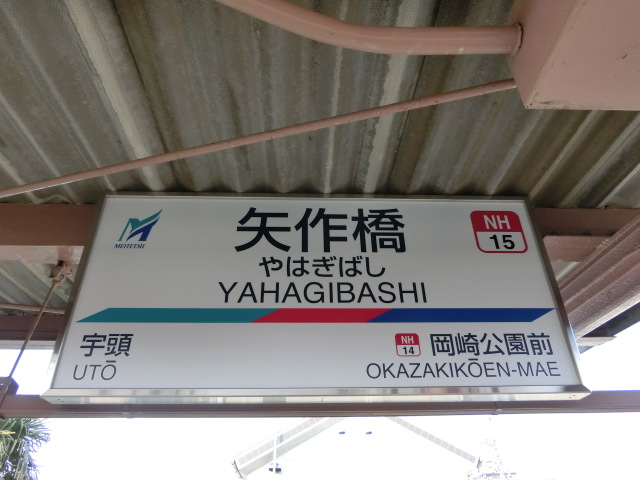 MEITETSU
矢作橋
NH
15
やはぎばし
YAHAGIBASHI
宇頭
UTŌ
NH
14
岡崎公園前
OKAZAKIKŌEN-MAE